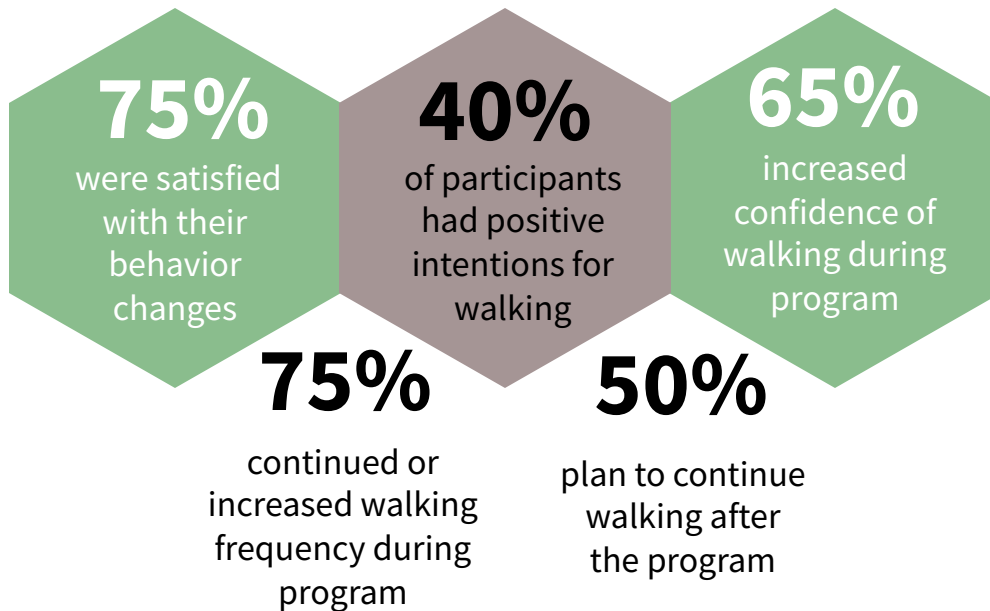 75%
were satisfied
with their
behavior
changes
40%
of participants
had positive
intentions for
walking
65%
increased
confidence of
walking during
program
75%
continued or
increased walking
frequency during
program
50%
plan to continue
walking after
the program